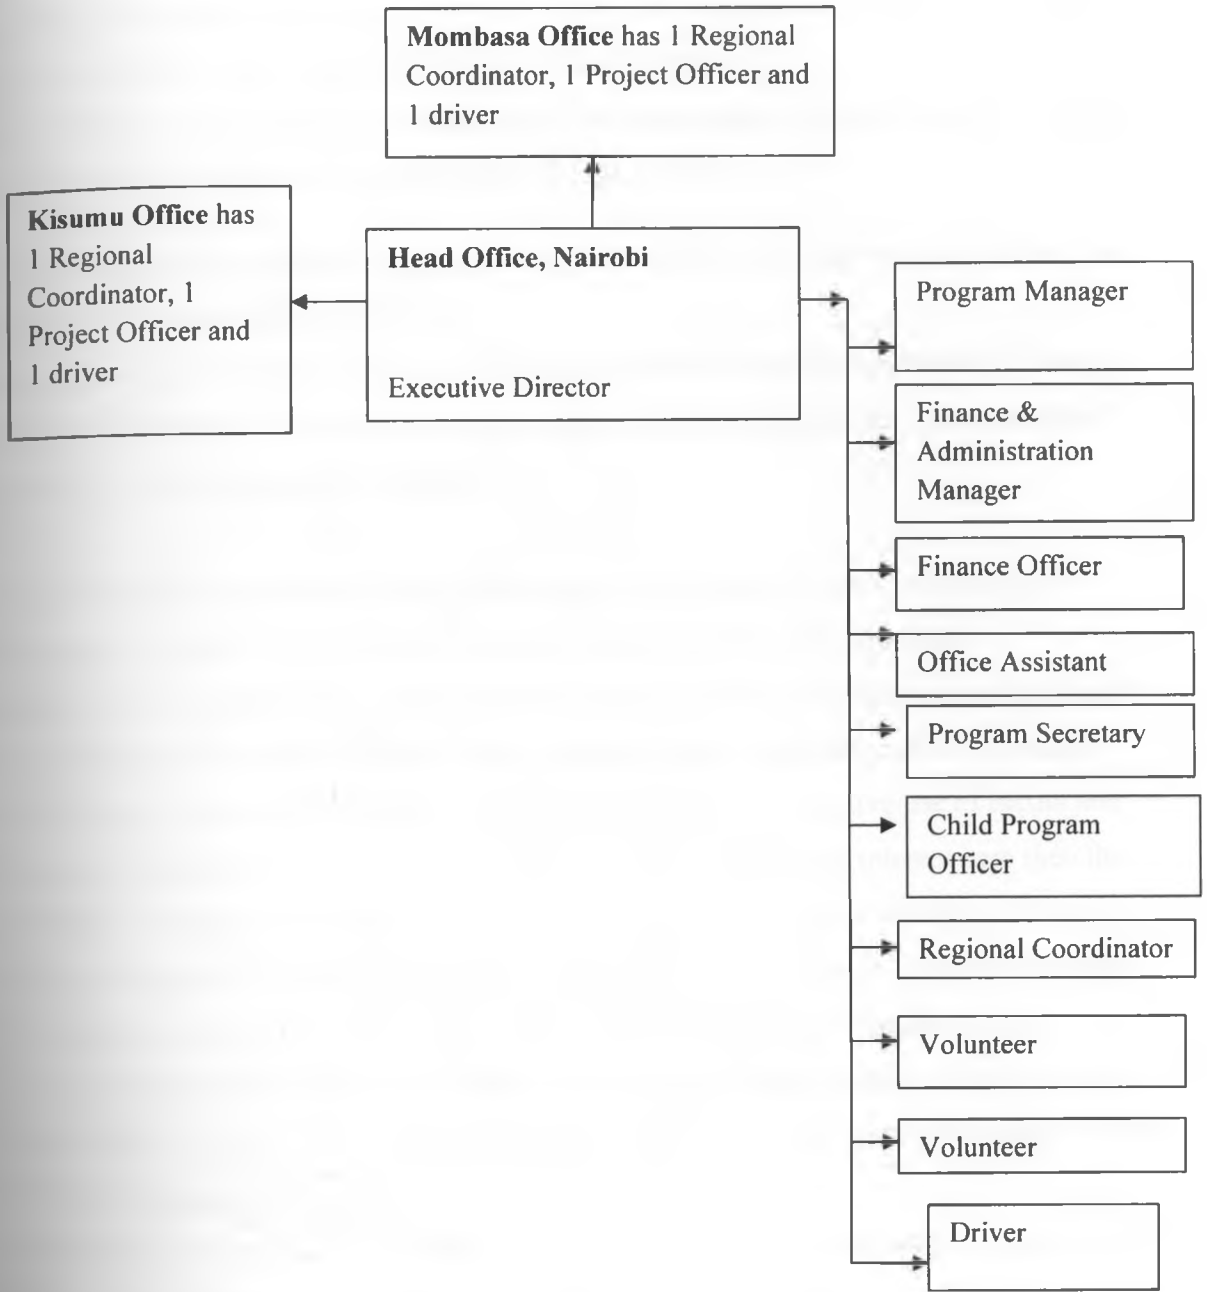 Mombasa Office has 1 Regional
Coordinator, 1 Project Officer and
1 driver
Kisumu Office has
1 Regional
Coordinator, 1
Project Officer and
1 driver
Head Office, Nairobi
Executive Director
Program Manager
Finance &
Administration
Manager
Finance Officer
Office Assistant
Program Secretary
Child Program
Officer
Regional Coordinator
Volunteer
Volunteer
Driver